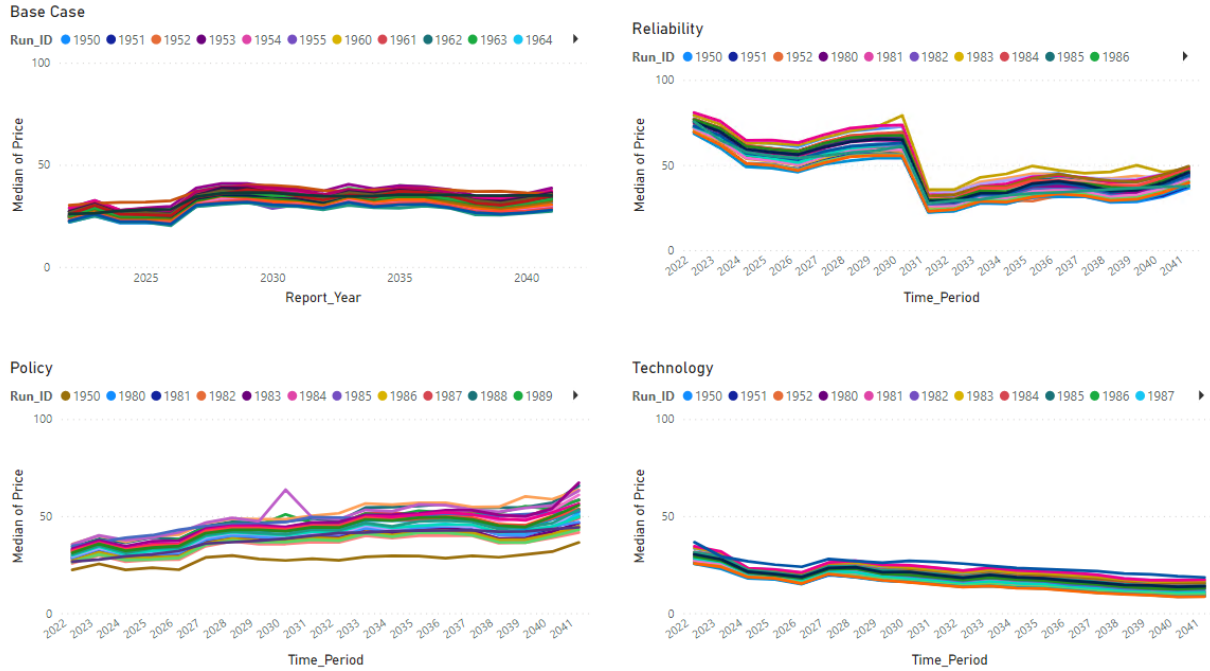 Base Case
Run_ID 1950 1951 1952 1953 1954 1955 1960 1961 1962 1963 1964
100
50
0
Median of Price
2025 2030 2035 2040
Report_Year
Reliability
Run_ID 1950 1951 1952 1980 1981 1982 1983 1984 1985 1986
100
50
0
Median of Price
2022 2023 2024 2025 2026 2027 2028 2029 2030 2031 2032 2033 2034 2035 2036 2037 2038 2039 2040 2041
Time_Period
Policy
Run_ID 1950 1980 1981 1982 1983 1984 1985 1986 1987 1988 1989
100
50
0
Median of Price
2022 2023 2024 2025 2026 2027 2028 2029 2030 2031 2032 2033 2034 2035 2036 2037 2038 2039 2040 2041
Time_Period
Technology
Run_ID 1950 1951 1952 1980 1981 1982 1983 1984 1985 1986 1987
100
50
0
Median of Price
2022 2023 2024 2025 2026 2027 2028 2029 2030 2031 2032 2033 2034 2035 2036 2037 2038 2039 2040 2041
Time_Period